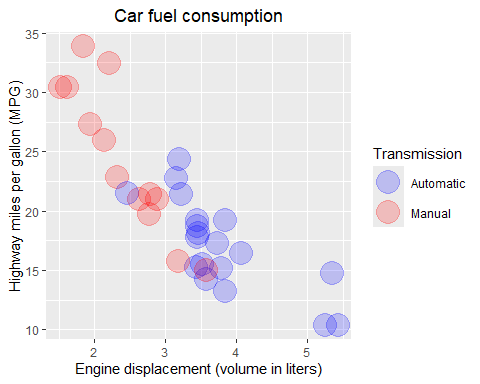 Car fuel consumption
35
30
25
20
15
10
Highway miles per gallon (MPG)
2
3
4
5
Engine displacement (volume in liters)
Transmission
Automatic
Manual